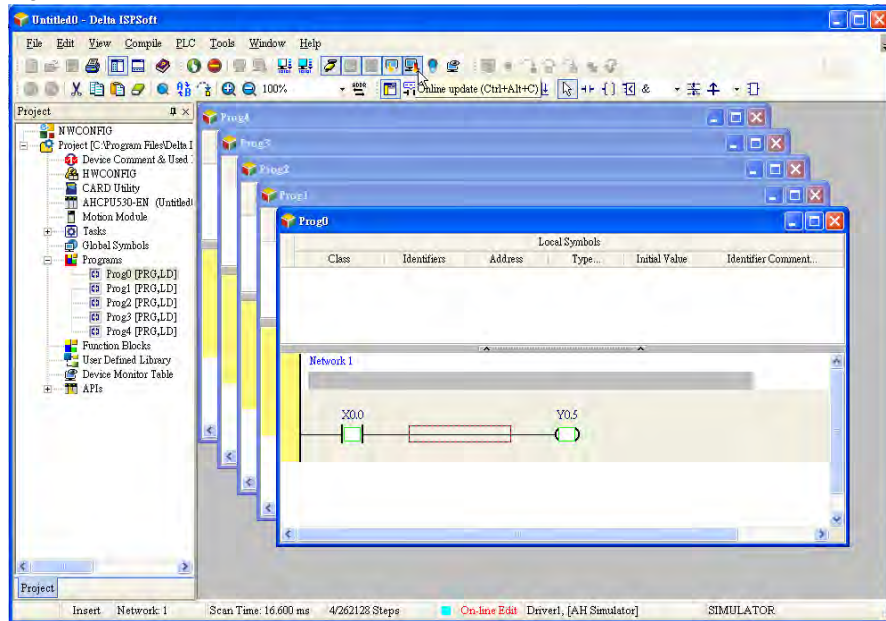 Untitled0 - Delta ISPSoft
File Edit View Compile PLC Tools Window Help
100%
Online update (Ctrl+Alt+C)
Project
NWCONFIG
Project [C:\Program Files\Delta I
Device Comment & Used
HWCONFIG
CARD Utility
AHCPU530-EN (Untitled
Motion Module
Tasks
Global Symbols
Programs
Prog0 [PRG,LD]
Prog1 [PRG,LD]
Prog2 [PRG,LD]
Prog3 [PRG,LD]
Prog4 [PRG,LD]
Function Blocks
User Defined Library
Device Monitor Table
APIs
Project
Prog4
Prog3
Prog2
Prog1
Prog0
Local Symbols
Class Identifiers Address Type... Initial Value Identifier Comment...
Network 1
X0.0 Y0.5
Insert Network: 1 Scan Time: 16.600 ms 4/262128 Steps On-line Edit Driver1, [AH Simulator] SIMULATOR